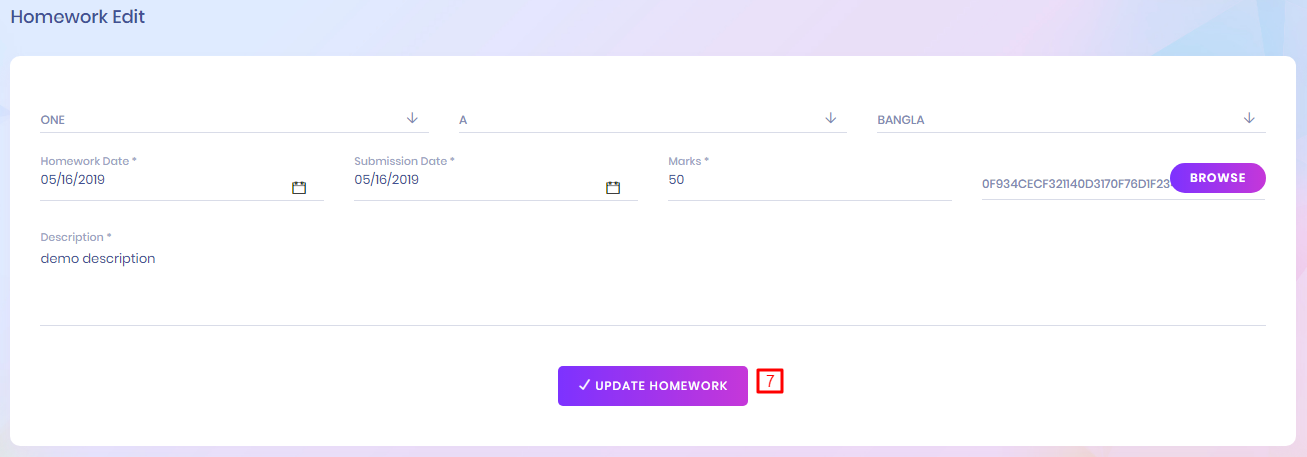 Homework Edit
ONE
A
BANGLA
Homework Date *
05/16/2019
Submission Date *
05/16/2019
Marks *
50
0F934CECF321140D3170F76D1F23
BROWSE
Description *
demo description
UPDATE HOMEWORK
7